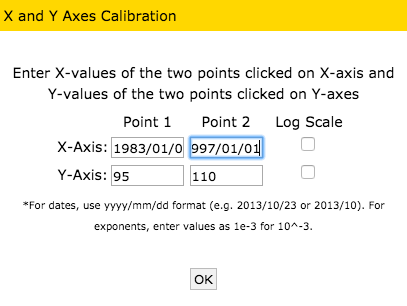 X and Y Axes Calibration
Enter X-values of the two points clicked on X-axis and
Y-values of the two points clicked on Y-axes
Point 1 Point 2 Log Scale
X-Axis: 1983/01/0 997/01/01
Y-Axis: 95 110
*For dates, use yyyy/mm/dd format (e.g. 2013/10/23 or 2013/10). For
exponents, enter values as 1e-3 for 10^-3.
OK